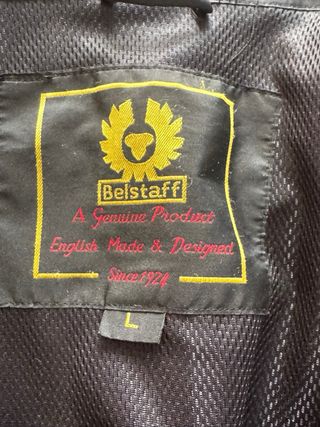 Belstaff
A Genuine Product
English Made & Designed
Since 1924
L